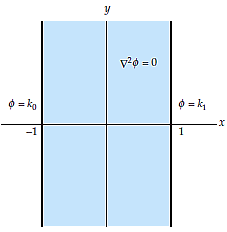 y
∇²ϕ = 0
ϕ = k₀
ϕ = k₁
x
−1
1